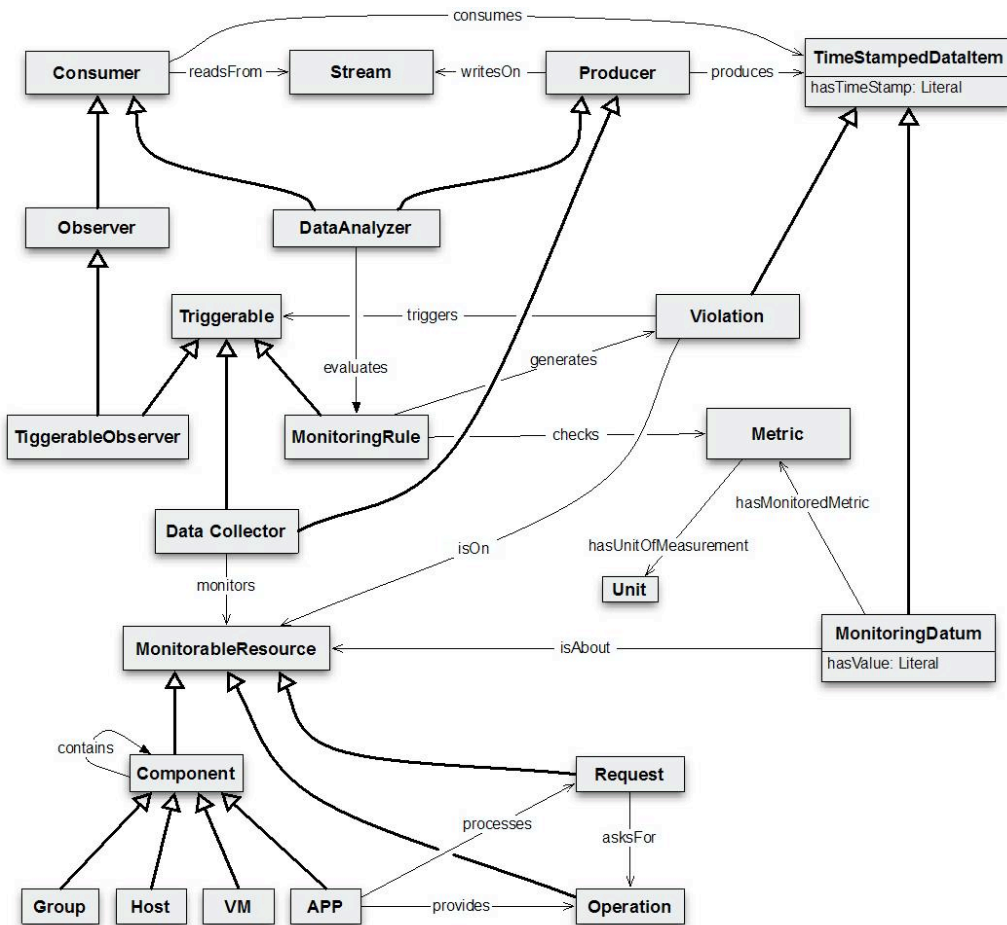 consumes
Consumer
readsFrom
Stream
writesOn
Producer
produces
TimeStampedDataItem
hasTimeStamp: Literal
Observer
DataAnalyzer
Triggerable
triggers
Violation
evaluates
generates
TiggerableObserver
MonitoringRule
checks
Metric
hasMonitoredMetric
Data Collector
isOn
hasUnitOfMeasurement
monitors
Unit
MonitorableResource
isAbout
MonitoringDatum
hasValue: Literal
contains
Component
Request
processes
asksFor
Group
Host
VM
APP
provides
Operation